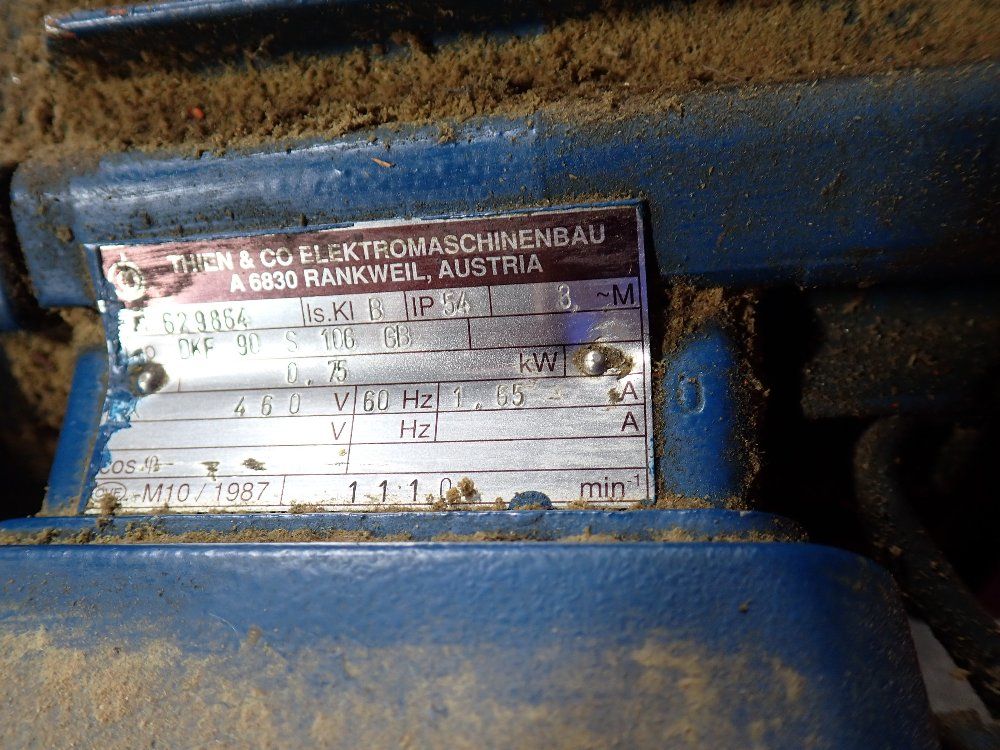 THIEN & CO ELEKTROMASCHINENBAU
A 6830 RANKWEIL, AUSTRIA
629864 Is.Kl B IP 54 3, ~M
DKF 90 S 106 GB
0,75 kW
460 V 60 Hz 1,65 A
V Hz A
cos φ
OVE -M10 / 1987 1110 min⁻¹